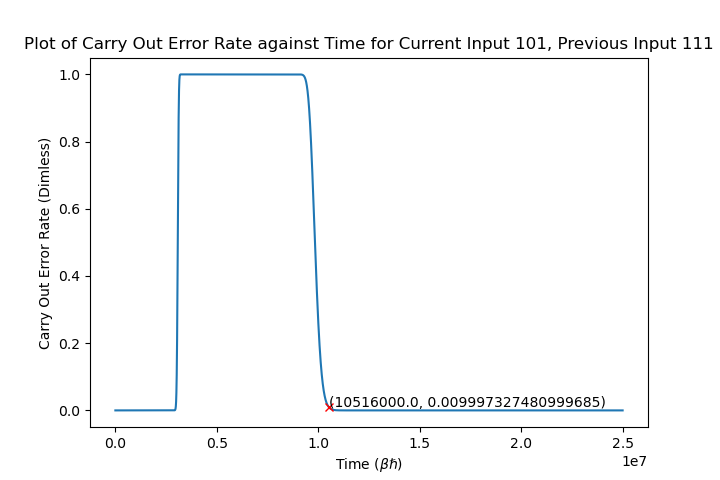 Plot of Carry Out Error Rate against Time for Current Input 101, Previous Input 111
Carry Out Error Rate (Dimless)
1.0
0.8
0.6
0.4
0.2
0.0
(10516000.0, 0.009997327480999685)
0.0 0.5 1.0 1.5 2.0 2.5
1e7
Time (βℏ)